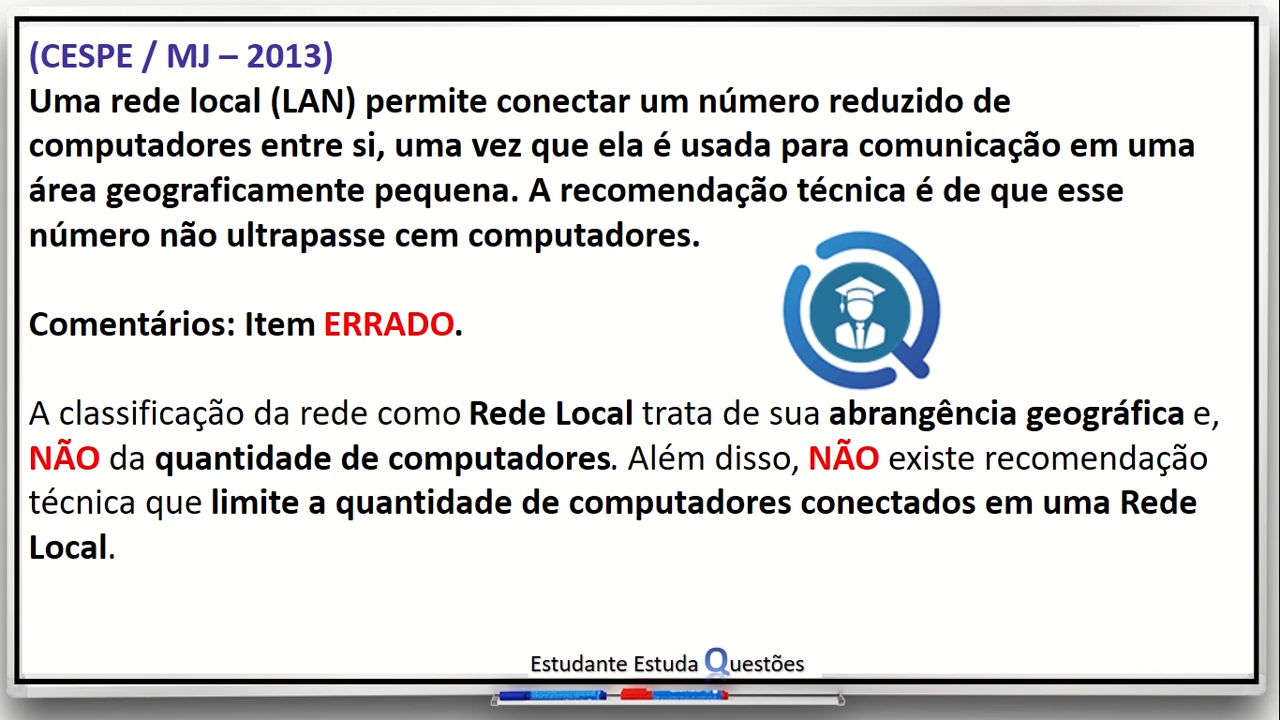 (CESPE / MJ – 2013)
Uma rede local (LAN) permite conectar um número reduzido de
computadores entre si, uma vez que ela é usada para comunicação em uma
área geograficamente pequena. A recomendação técnica é de que esse
número não ultrapasse cem computadores.
Comentários: Item ERRADO.
A classificação da rede como Rede Local trata de sua abrangência geográfica e,
NÃO da quantidade de computadores. Além disso, NÃO existe recomendação
técnica que limite a quantidade de computadores conectados em uma Rede
Local.
Estudante Estuda Questões